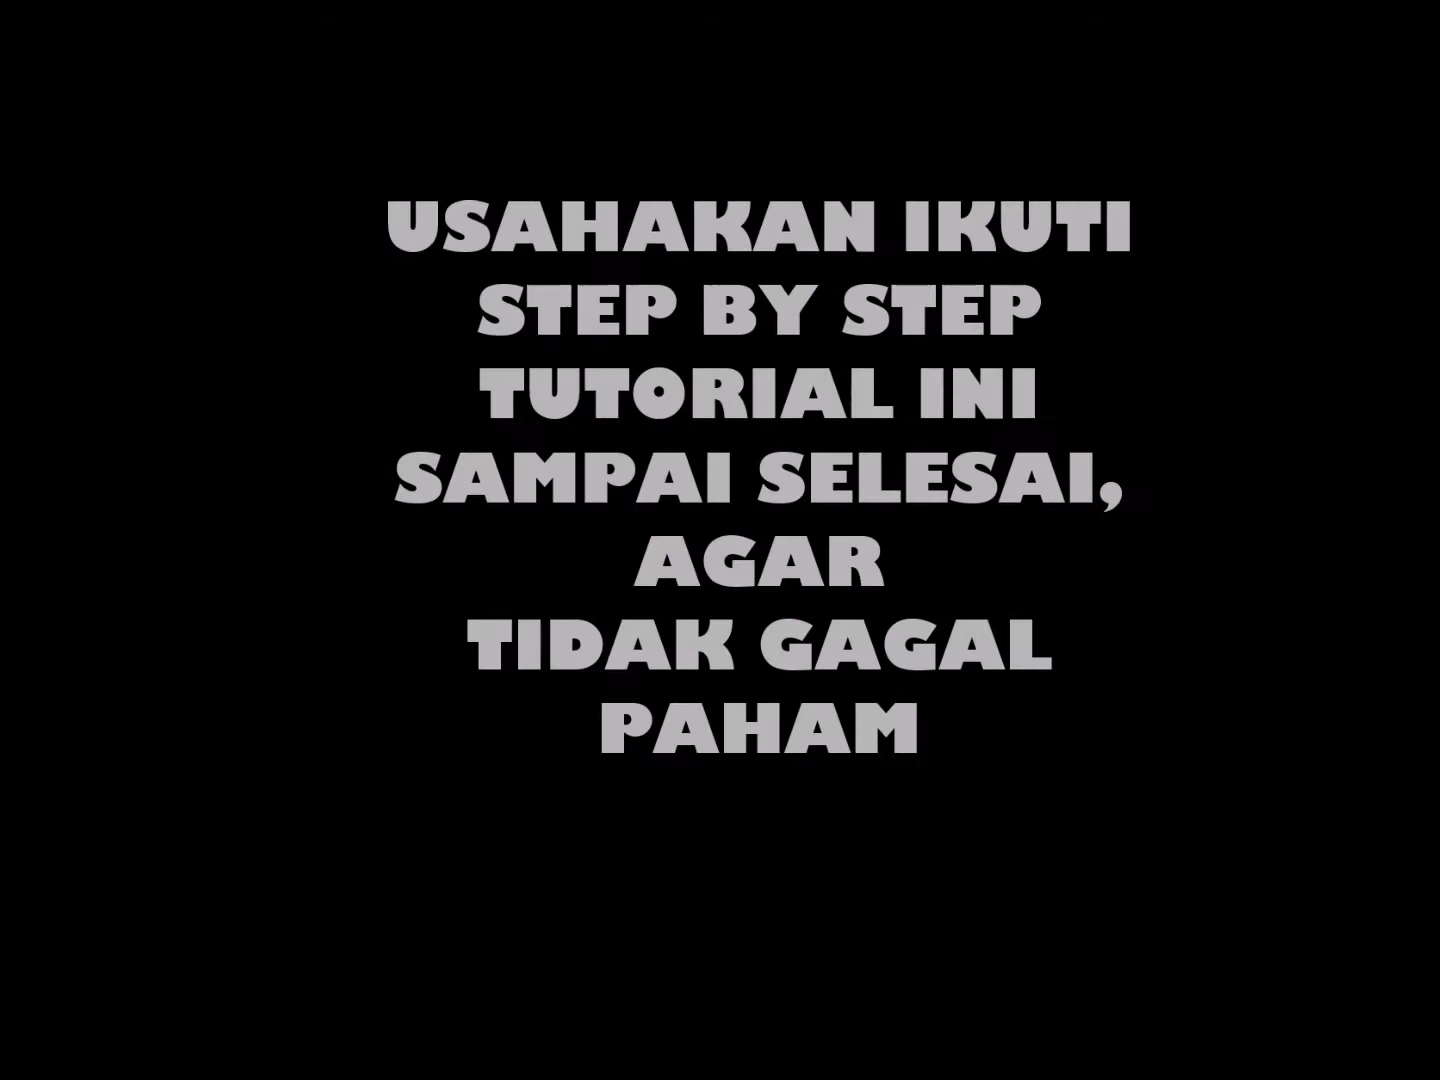 USAHAKAN IKUTI
STEP BY STEP
TUTORIAL INI
SAMPAI SELESAI,
AGAR
TIDAK GAGAL
PAHAM